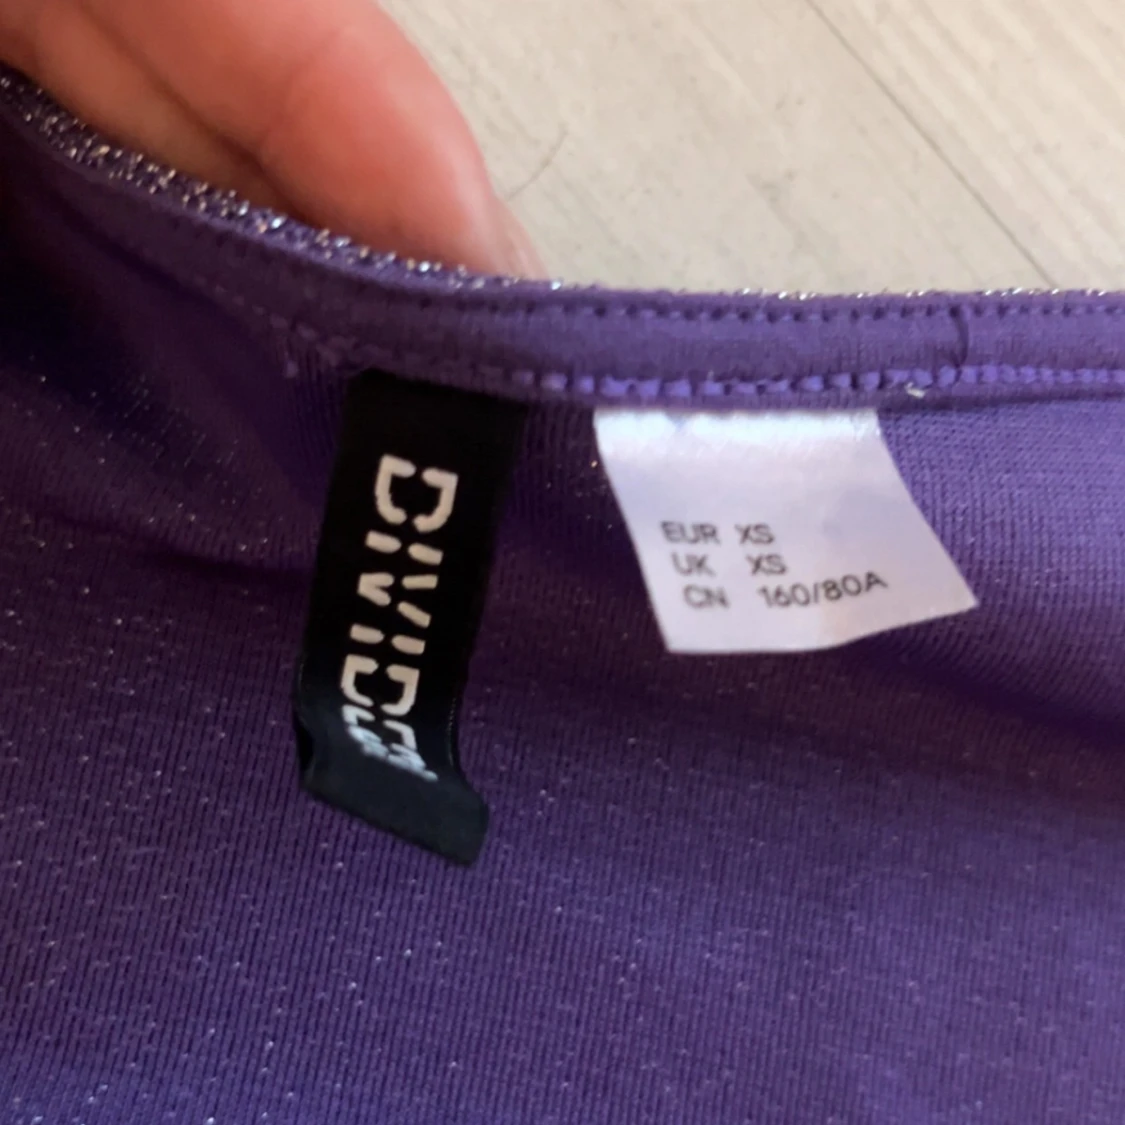 DIVIDED
EUR XS
UK XS
CN 160/80A